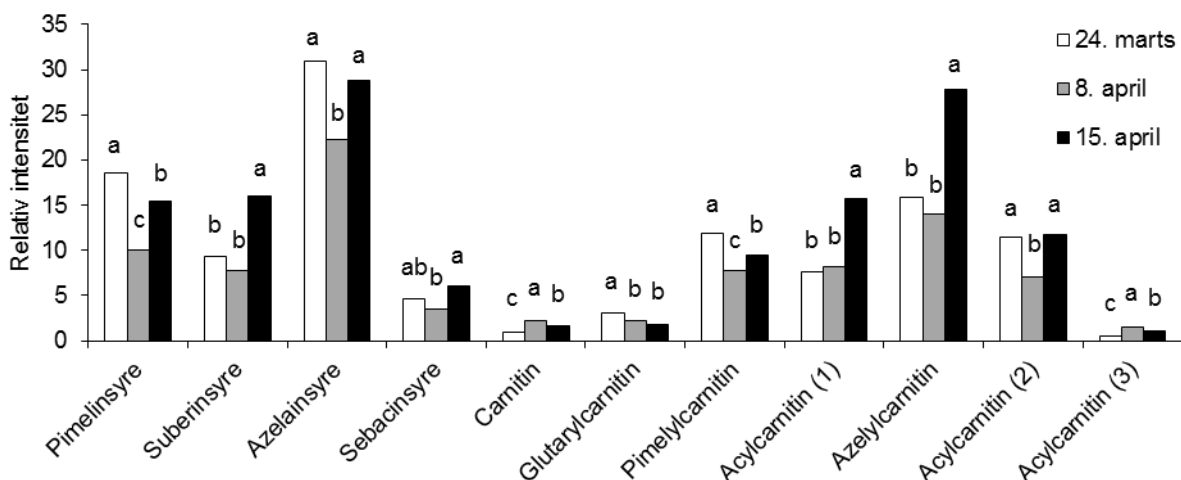 Relativ intensitet
35
30
25
20
15
10
5
0
24. marts
8. april
15. april
a c b
b b a
a b a
ab b a
c a b
a b b
a c b
b b a
b b a
a b a
c a b
Pimelinsyre
Suberinsyre
Azelainsyre
Sebacinsyre
Carnitin
Glutarylcarnitin
Pimelylcarnitin
Acylcarnitin (1)
Azelylcarnitin
Acylcarnitin (2)
Acylcarnitin (3)